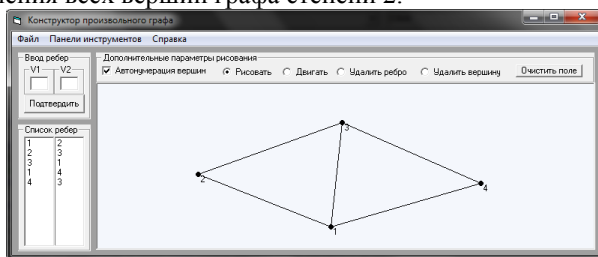 ния всех вершин графа степени 2.
Конструктор произвольного графа
Файл Панели инструментов Справка
Ввод ребер
V1 V2
Подтвердить
Дополнительные параметры рисования
Автонумерация вершин Рисовать Двигать Удалить ребро Удалить вершину Очистить поле
Список ребер
1 2
2 3
3 1
1 4
4 3
3
2
4
1